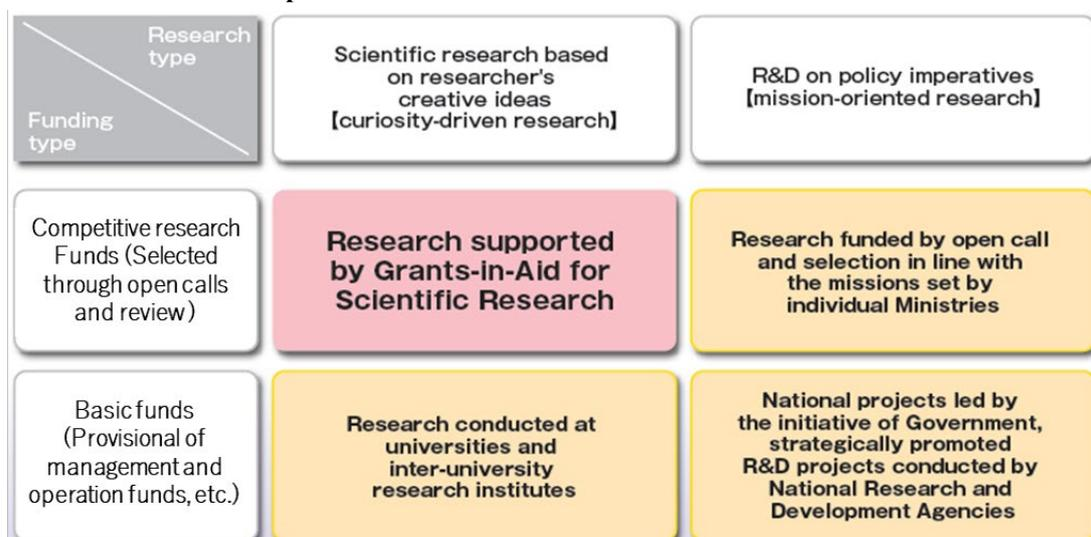 Research
type
Funding
type
Scientific research based
on researcher's
creative ideas
【curiosity-driven research】
R&D on policy imperatives
【mission-oriented research】
Competitive research
Funds (Selected
through open calls
and review)
Research supported
by Grants-in-Aid for
Scientific Research
Research funded by open call
and selection in line with
the missions set by
individual Ministries
Basic funds
(Provisional of
management and
operation funds, etc.)
Research conducted at
universities and
inter-university
research institutes
National projects led by
the initiative of Government,
strategically promoted
R&D projects conducted by
National Research and
Development Agencies